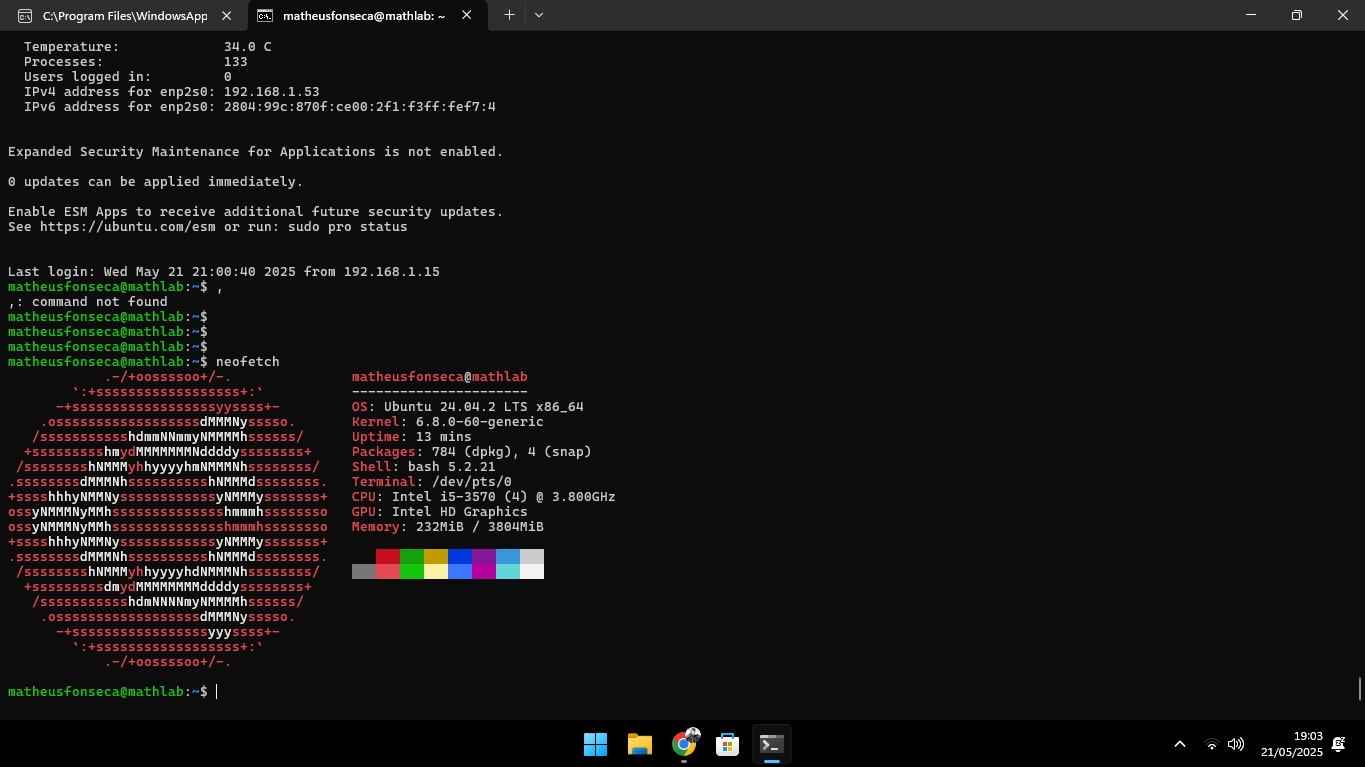 C:\Program Files\WindowsApp
matheusfonseca@mathlab: ~
Temperature: 34.0 C
Processes: 133
Users logged in: 0
IPv4 address for enp2s0: 192.168.1.53
IPv6 address for enp2s0: 2804:99c:870f:ce00:2f1:f3ff:fef7:4
Expanded Security Maintenance for Applications is not enabled.
0 updates can be applied immediately.
Enable ESM Apps to receive additional future security updates.
See https://ubuntu.com/esm or run: sudo pro status
Last login: Wed May 21 21:00:40 2025 from 192.168.1.15
matheusfonseca@mathlab:~$ ,
,: command not found
matheusfonseca@mathlab:~$
matheusfonseca@mathlab:~$
matheusfonseca@mathlab:~$
matheusfonseca@mathlab:~$ neofetch
.-/+oossssoo+/-. matheusfonseca@mathlab
`:+ssssssssssssssssss+:` ----------------------
-+ssssssssssssssssssyyssss+- OS: Ubuntu 24.04.2 LTS x86_64
.ossssssssssssssssssdMMMNysssso. Kernel: 6.8.0-60-generic
/ssssssssssshdmmNNmmyNMMMMhssssss/ Uptime: 13 mins
+ssssssssshmydMMMMMMMNddddyssssssss+ Packages: 784 (dpkg), 4 (snap)
/sssssssshNMMMyhhyyyyhmNMMMNhssssssss/ Shell: bash 5.2.21
.ssssssssdMMMNhsssssssssshNMMMdssssssss. Terminal: /dev/pts/0
+sssshhhyNMMNyssssssssssssyNMMMysssssss+ CPU: Intel i5-3570 (4) @ 3.800GHz
ossyNMMMNyMMhsssssssssssssshmmmhssssssso GPU: Intel HD Graphics
ossyNMMMNyMMhsssssssssssssshmmmhssssssso Memory: 232MiB / 3804MiB
+sssshhhyNMMNyssssssssssssyNMMMysssssss+
.ssssssssdMMMNhsssssssssshNMMMdssssssss.
/sssssssshNMMMyhhyyyyhdNMMMNhssssssss/
+sssssssssdmydMMMMMMMMddddyssssssss+
/ssssssssssshdmNNNNmyNMMMMhssssss/
.ossssssssssssssssssdMMMNysssso.
-+sssssssssssssssssyyyssss+-
`:+ssssssssssssssssss+:`
.-/+oossssoo+/-.
matheusfonseca@mathlab:~$
19:03
21/05/2025